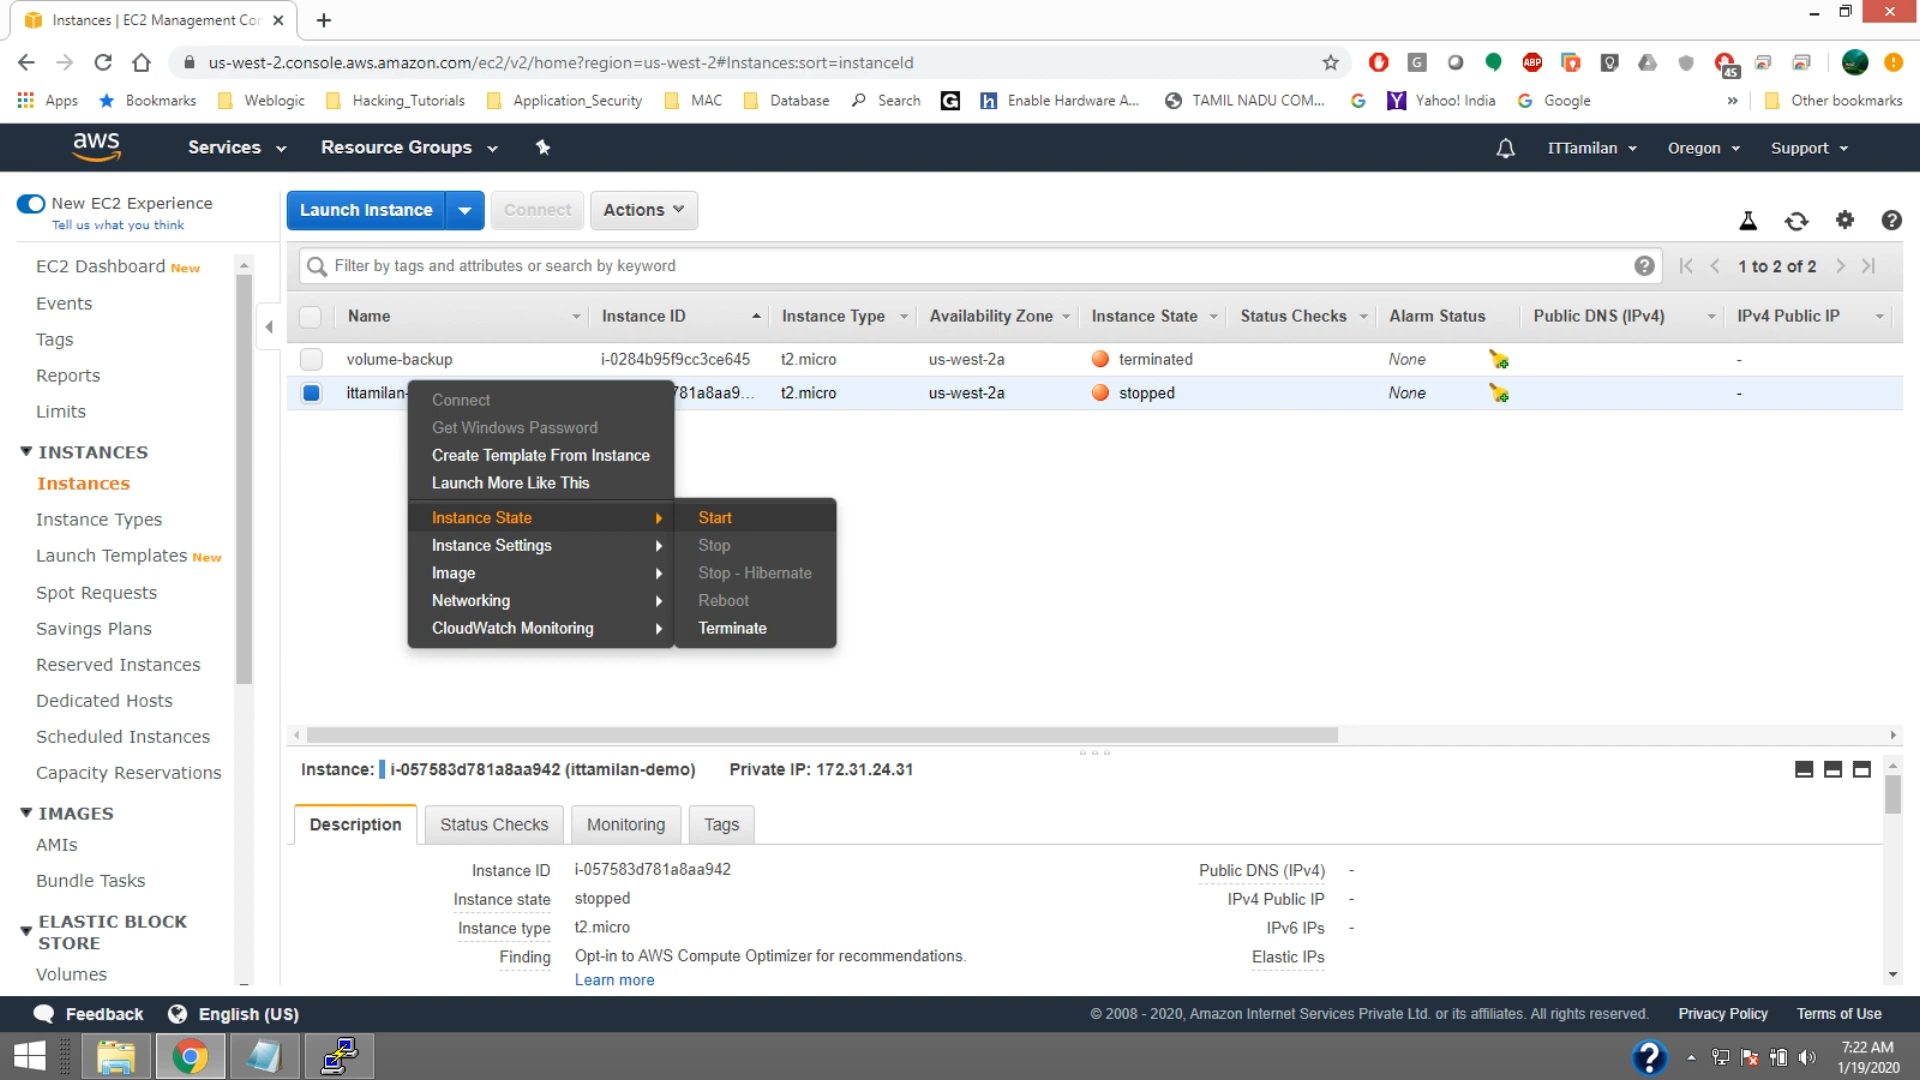 Instances | EC2 Management Cor
us-west-2.console.aws.amazon.com/ec2/v2/home?region=us-west-2#Instances:sort=instanceId
G ABP 45
Apps Bookmarks Weblogic Hacking_Tutorials Application_Security MAC Database Search G h Enable Hardware A... TAMIL NADU COM... G Y Yahoo! India G Google » Other bookmarks
aws Services Resource Groups ITTamilan Oregon Support
New EC2 Experience
Tell us what you think
Launch Instance Connect Actions
EC2 Dashboard New
Events
Tags
Reports
Limits
INSTANCES
Instances
Instance Types
Launch Templates New
Spot Requests
Savings Plans
Reserved Instances
Dedicated Hosts
Scheduled Instances
Capacity Reservations
IMAGES
AMIs
Bundle Tasks
ELASTIC BLOCK
STORE
Volumes
Filter by tags and attributes or search by keyword
1 to 2 of 2
Name Instance ID Instance Type Availability Zone Instance State Status Checks Alarm Status Public DNS (IPv4) IPv4 Public IP
volume-backup i-0284b95f9cc3ce645 t2.micro us-west-2a terminated None -
ittamilan- 781a8aa9... t2.micro us-west-2a stopped None -
Connect
Get Windows Password
Create Template From Instance
Launch More Like This
Instance State
Instance Settings
Image
Networking
CloudWatch Monitoring
Start
Stop
Stop - Hibernate
Reboot
Terminate
Instance: i-057583d781a8aa942 (ittamilan-demo) Private IP: 172.31.24.31
Description Status Checks Monitoring Tags
Instance ID i-057583d781a8aa942
Instance state stopped
Instance type t2.micro
Finding Opt-in to AWS Compute Optimizer for recommendations.
Learn more
Public DNS (IPv4) -
IPv4 Public IP -
IPv6 IPs -
Elastic IPs
Feedback English (US) © 2008 - 2020, Amazon Internet Services Private Ltd. or its affiliates. All rights reserved. Privacy Policy Terms of Use
7:22 AM
1/19/2020